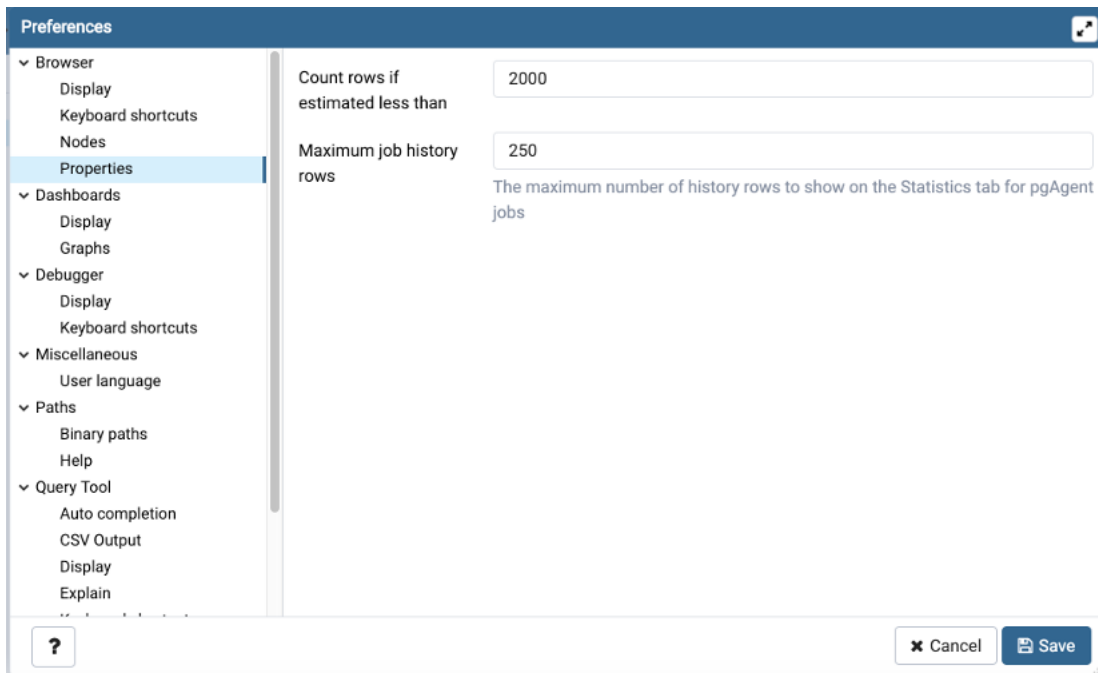 Preferences
Browser
Display
Keyboard shortcuts
Nodes
Properties
Dashboards
Display
Graphs
Debugger
Display
Keyboard shortcuts
Miscellaneous
User language
Paths
Binary paths
Help
Query Tool
Auto completion
CSV Output
Display
Explain
Count rows if
estimated less than
2000
Maximum job history
rows
250
The maximum number of history rows to show on the Statistics tab for pgAgent
jobs
?
Cancel
Save